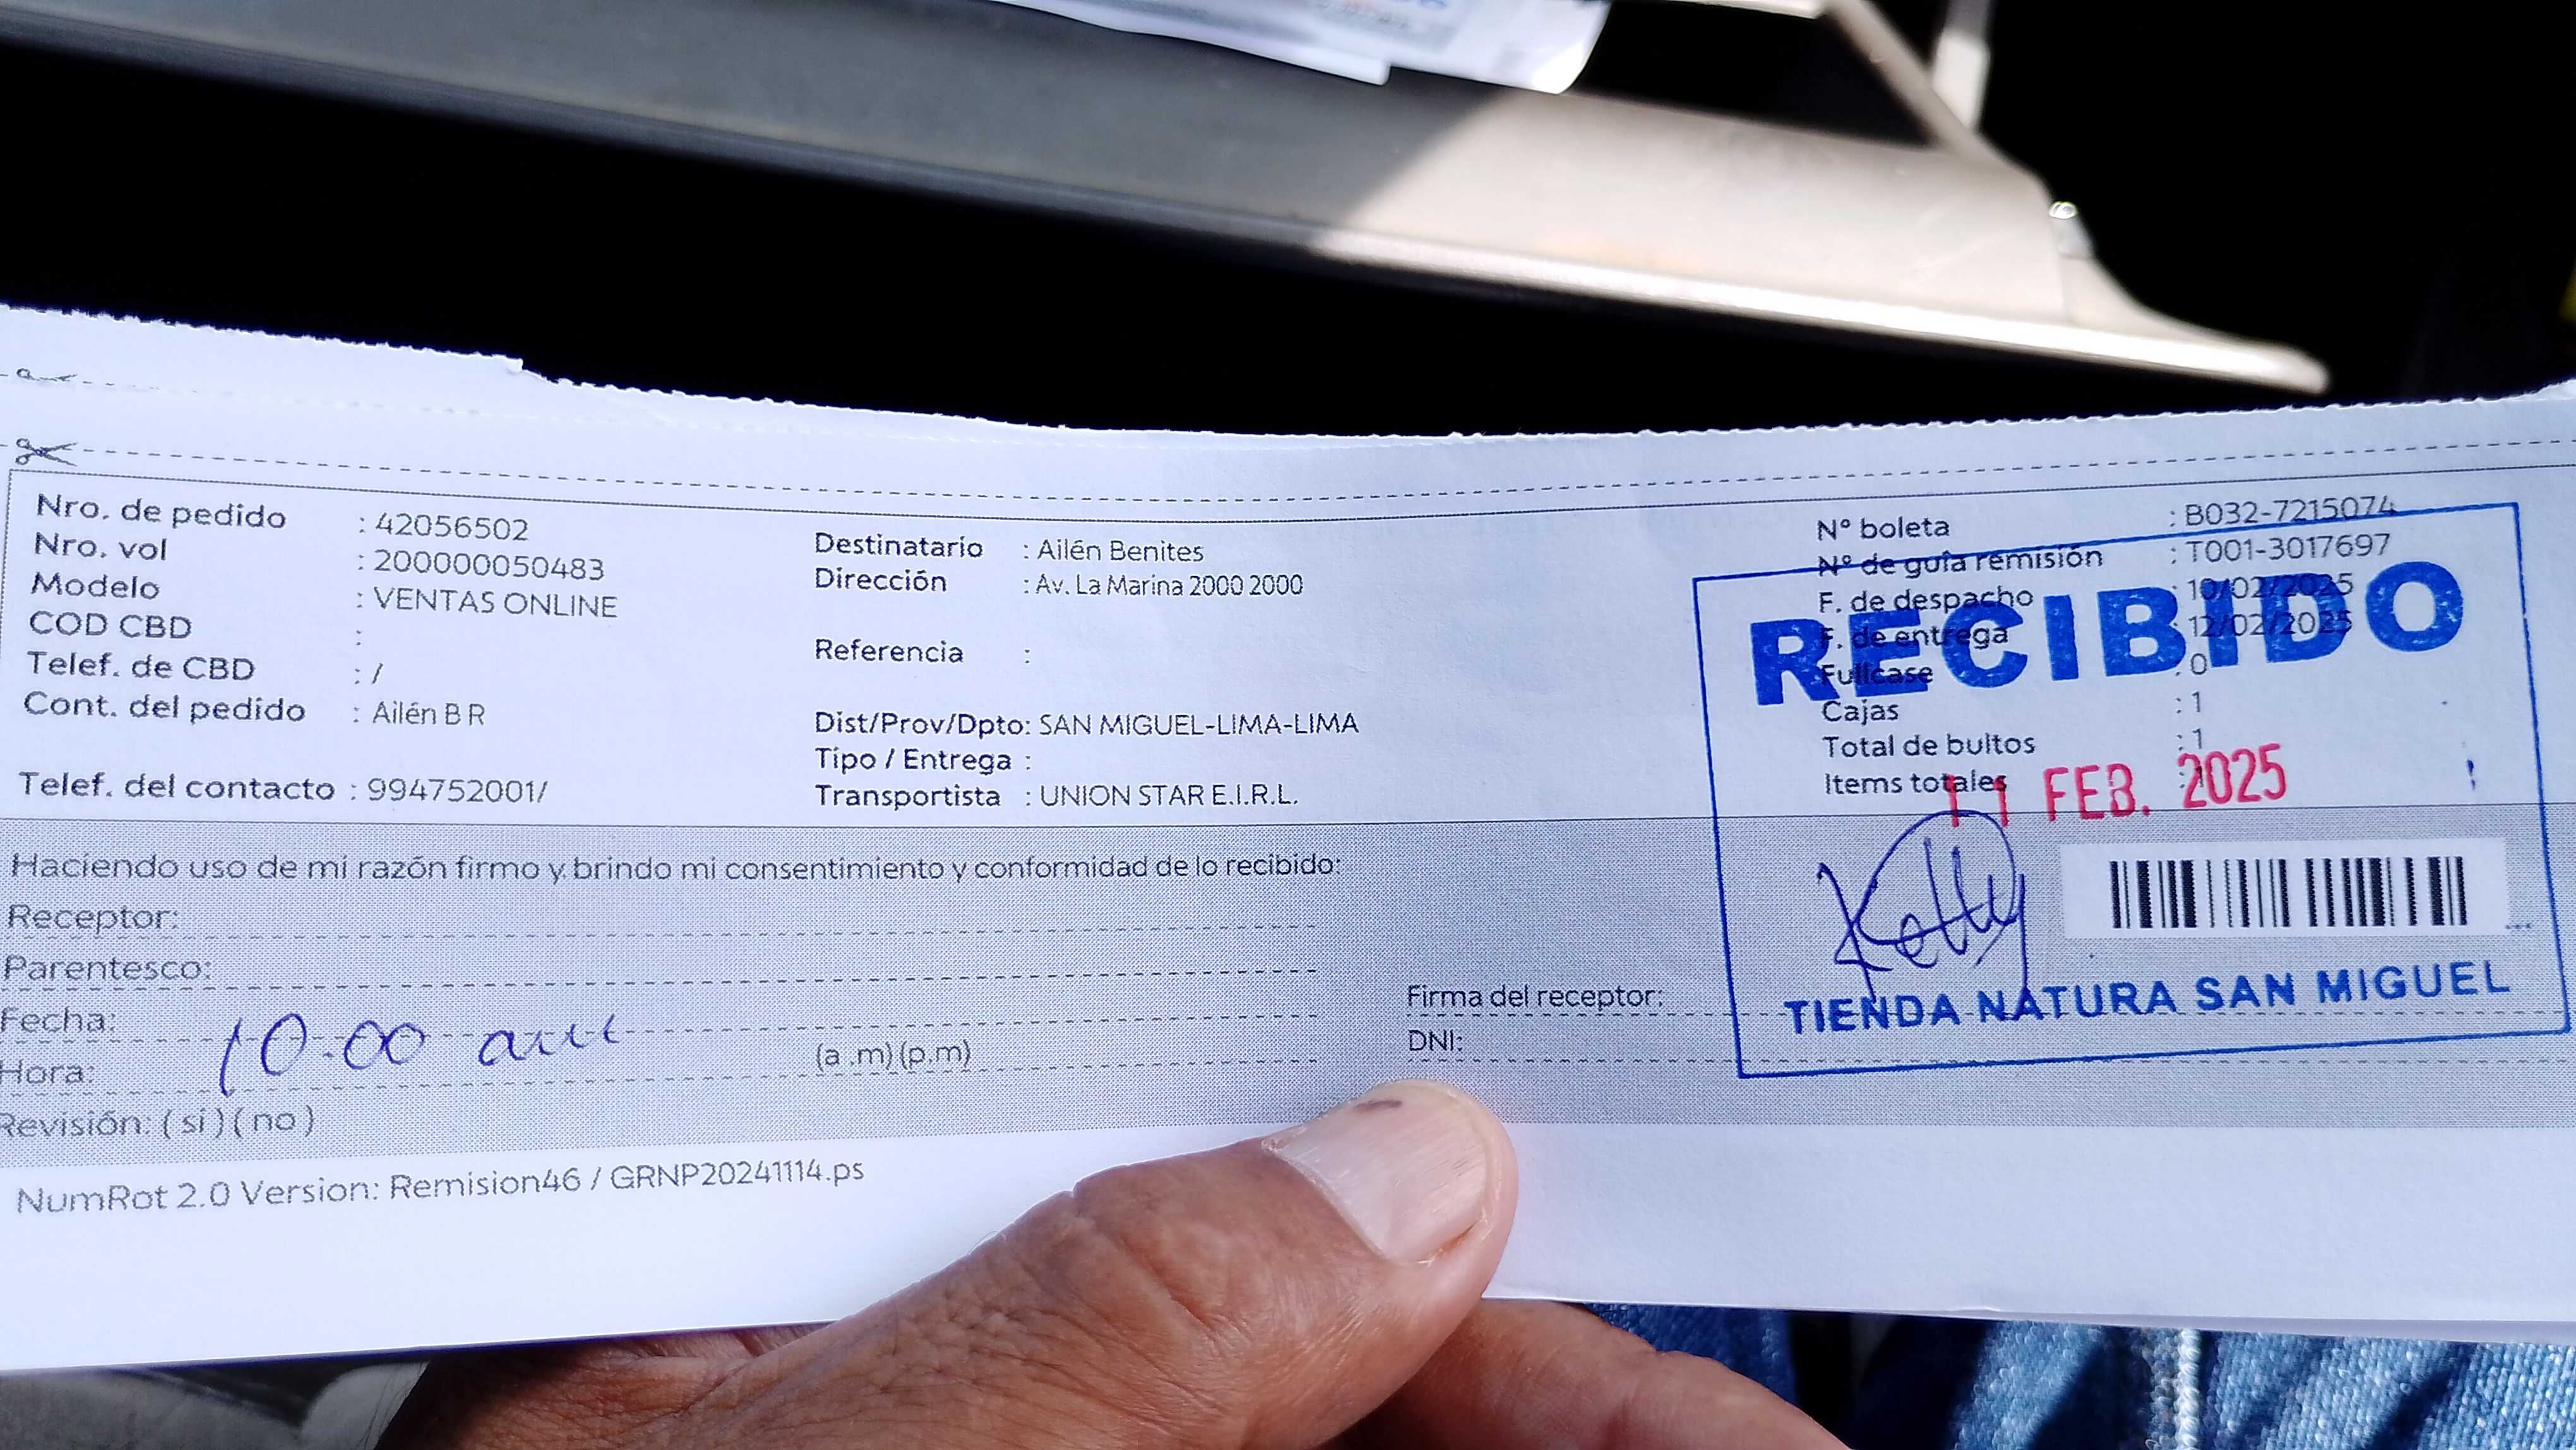 Nro. de pedido : 42056502
Nro. vol : 200000050483
Modelo : VENTAS ONLINE
COD CBD :
Telef. de CBD : /
Cont. del pedido : Ailén B R
Telef. del contacto : 994752001/
Destinatario : Ailén Benites
Dirección : Av. La Marina 2000 2000
Referencia :
Dist/Prov/Dpto: SAN MIGUEL-LIMA-LIMA
Tipo / Entrega :
Transportista : UNION STAR E.I.R.L.
N° boleta : B032-7215074
N° de guía remisión : T001-3017697
F. de despacho : 10/02/2025
F. de entrega : 12/02/2025
Fullcase : 0
Cajas : 1
Total de bultos : 1
Items totales : 1
RECIBIDO
11 FEB. 2025
Kelly
TIENDA NATURA SAN MIGUEL
Haciendo uso de mi razón firmo y brindo mi consentimiento y conformidad de lo recibido:
Receptor:
Parentesco:
Fecha:
Hora: 10:00 am (a .m) (p.m)
Revisión: ( si ) ( no )
Firma del receptor:
DNI:
NumRot 2.0 Version: Remision46 / GRNP20241114.ps